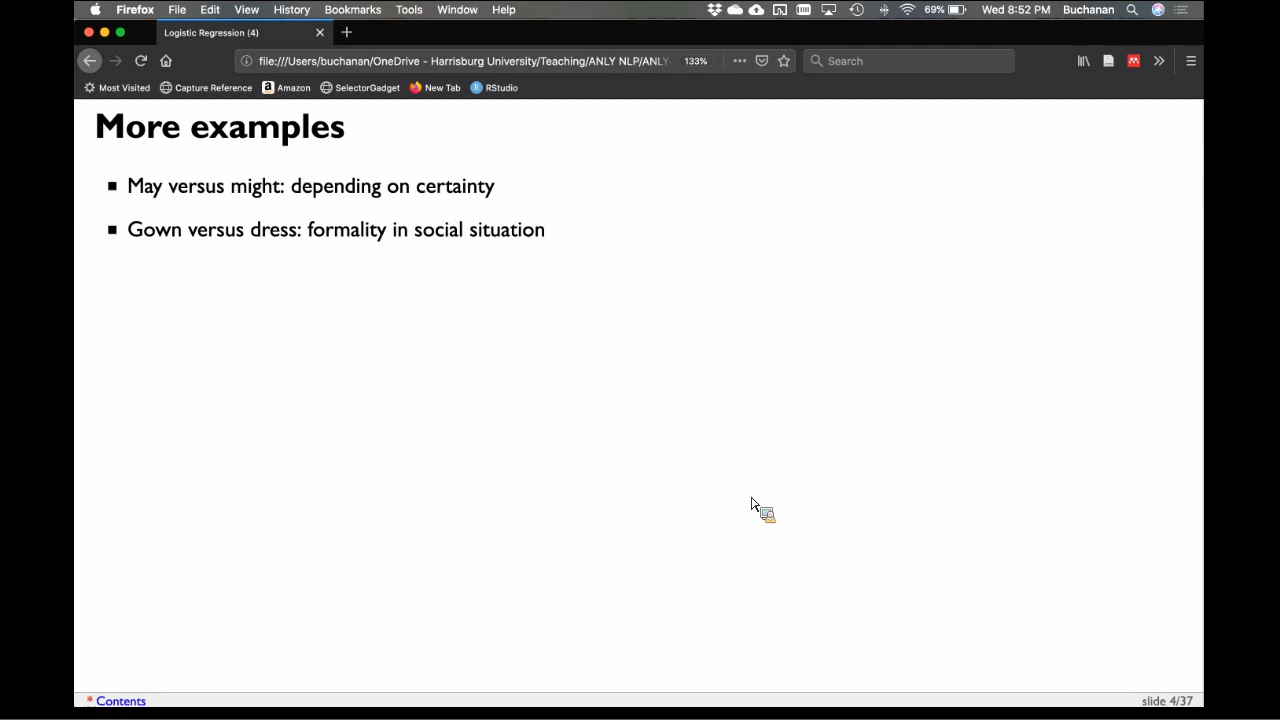 Firefox File Edit View History Bookmarks Tools Window Help 69% Wed 8:52 PM Buchanan
Logistic Regression (4)
file:///Users/buchanan/OneDrive - Harrisburg University/Teaching/ANLY NLP/ANLY 133% Search
Most Visited Capture Reference Amazon SelectorGadget New Tab RStudio
More examples
May versus might: depending on certainty
Gown versus dress: formality in social situation
* Contents slide 4/37